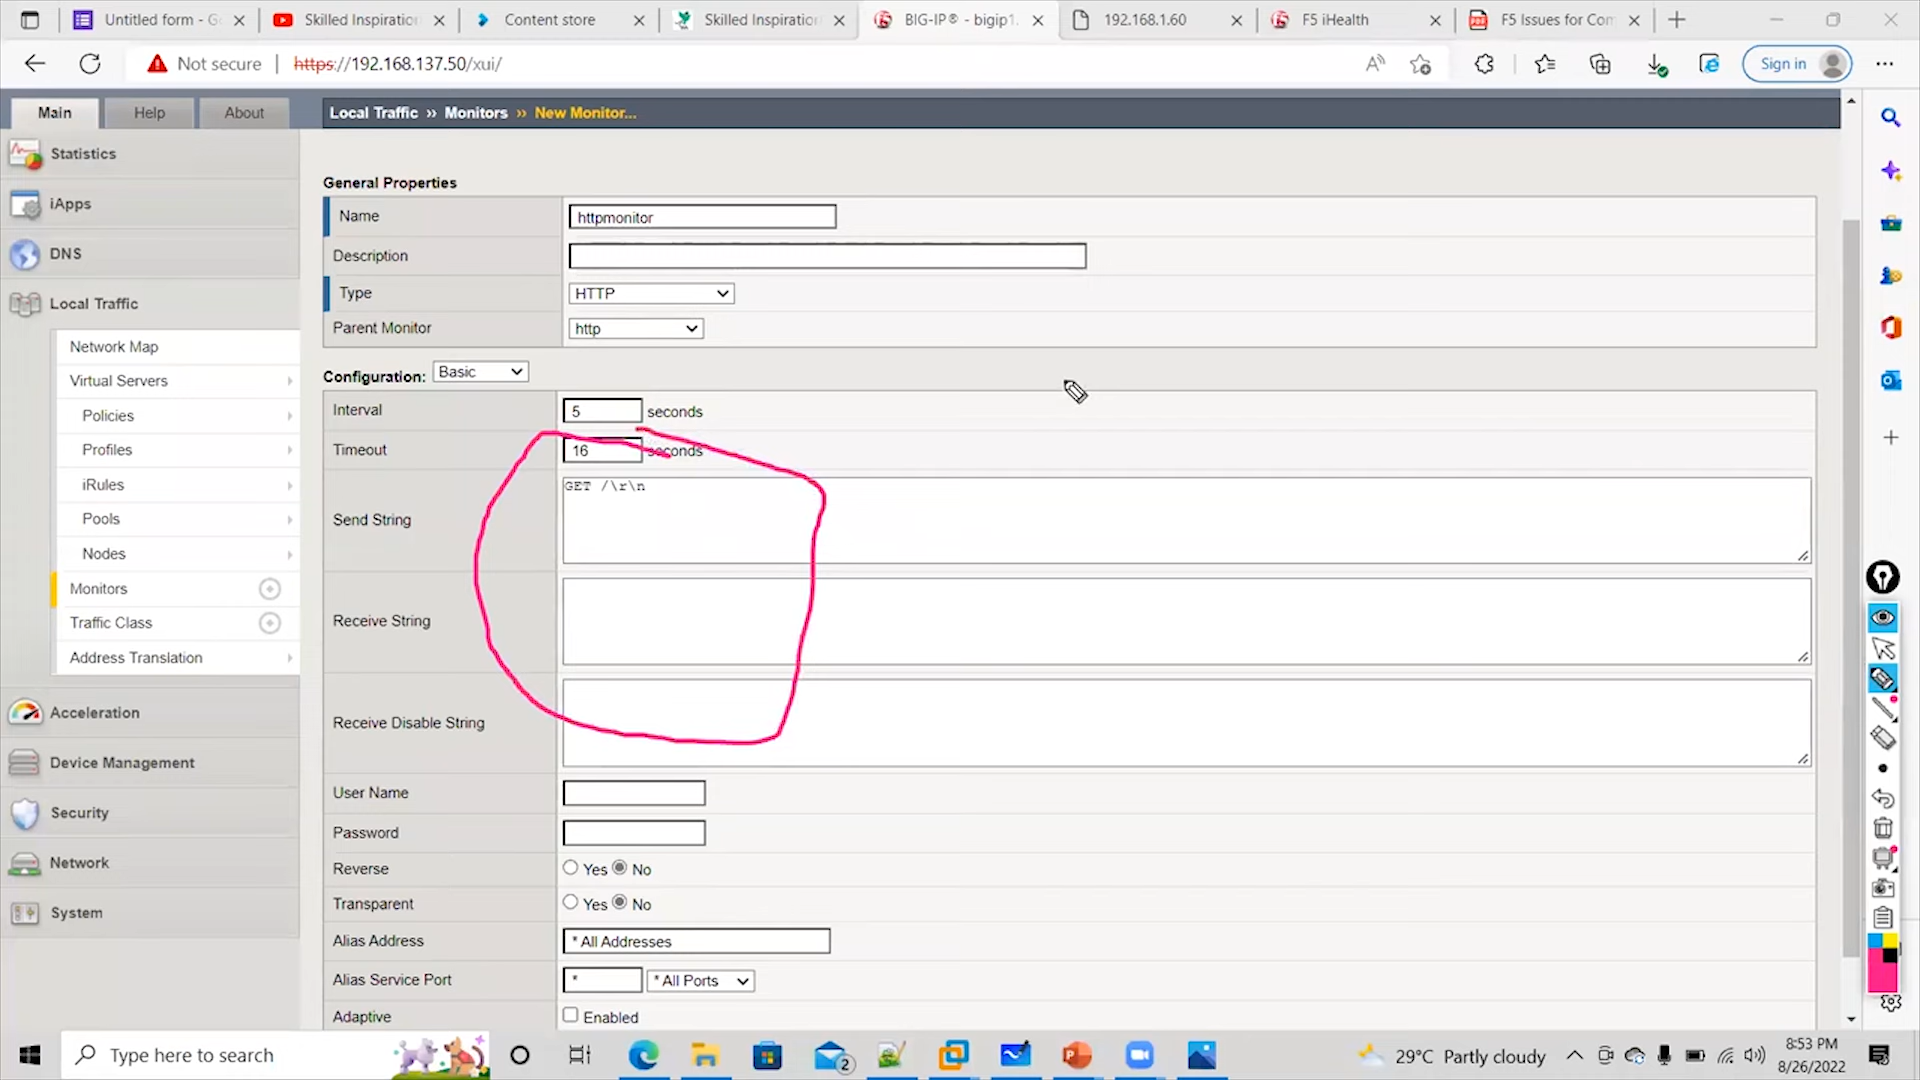 Untitled form - Go
Skilled Inspiration
Content store
Skilled Inspiration
BIG-IP® - bigip1.
192.168.1.60
F5 iHealth
F5 Issues for Com
Not secure
https://192.168.137.50/xui/
Sign in
Main
Help
About
Local Traffic » Monitors » New Monitor...
Statistics
iApps
DNS
Local Traffic
Network Map
Virtual Servers
Policies
Profiles
iRules
Pools
Nodes
Monitors
Traffic Class
Address Translation
Acceleration
Device Management
Security
Network
System
General Properties
Name
httpmonitor
Description
Type
HTTP
Parent Monitor
http
Configuration: Basic
Interval
5 seconds
Timeout
16 seconds
Send String
GET /\r\n
Receive String
Receive Disable String
User Name
Password
Reverse
Yes No
Transparent
Yes No
Alias Address
* All Addresses
Alias Service Port
* * All Ports
Adaptive
Enabled
Type here to search
2
29°C Partly cloudy
8:53 PM
8/26/2022